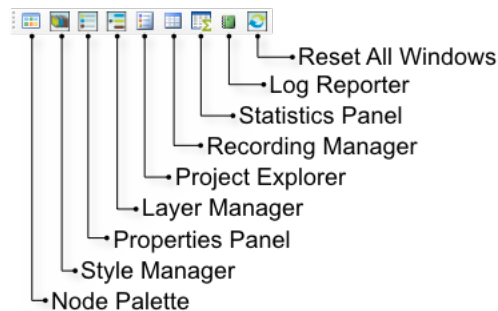 Reset All Windows
Log Reporter
Statistics Panel
Recording Manager
Project Explorer
Layer Manager
Properties Panel
Style Manager
Node Palette